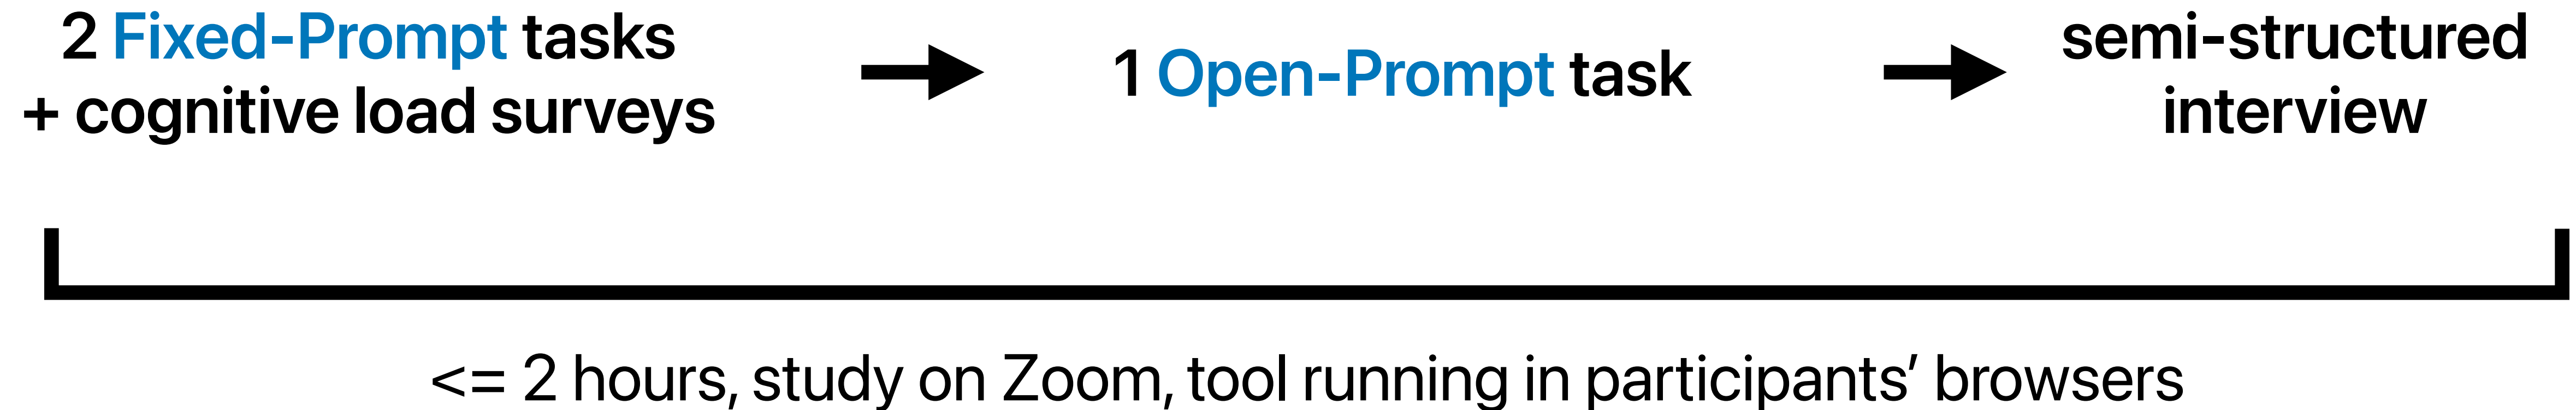 2 Fixed-Prompt tasks
+ cognitive load surveys
1 Open-Prompt task
semi-structured
interview
<= 2 hours, study on Zoom, tool running in participants’ browsers